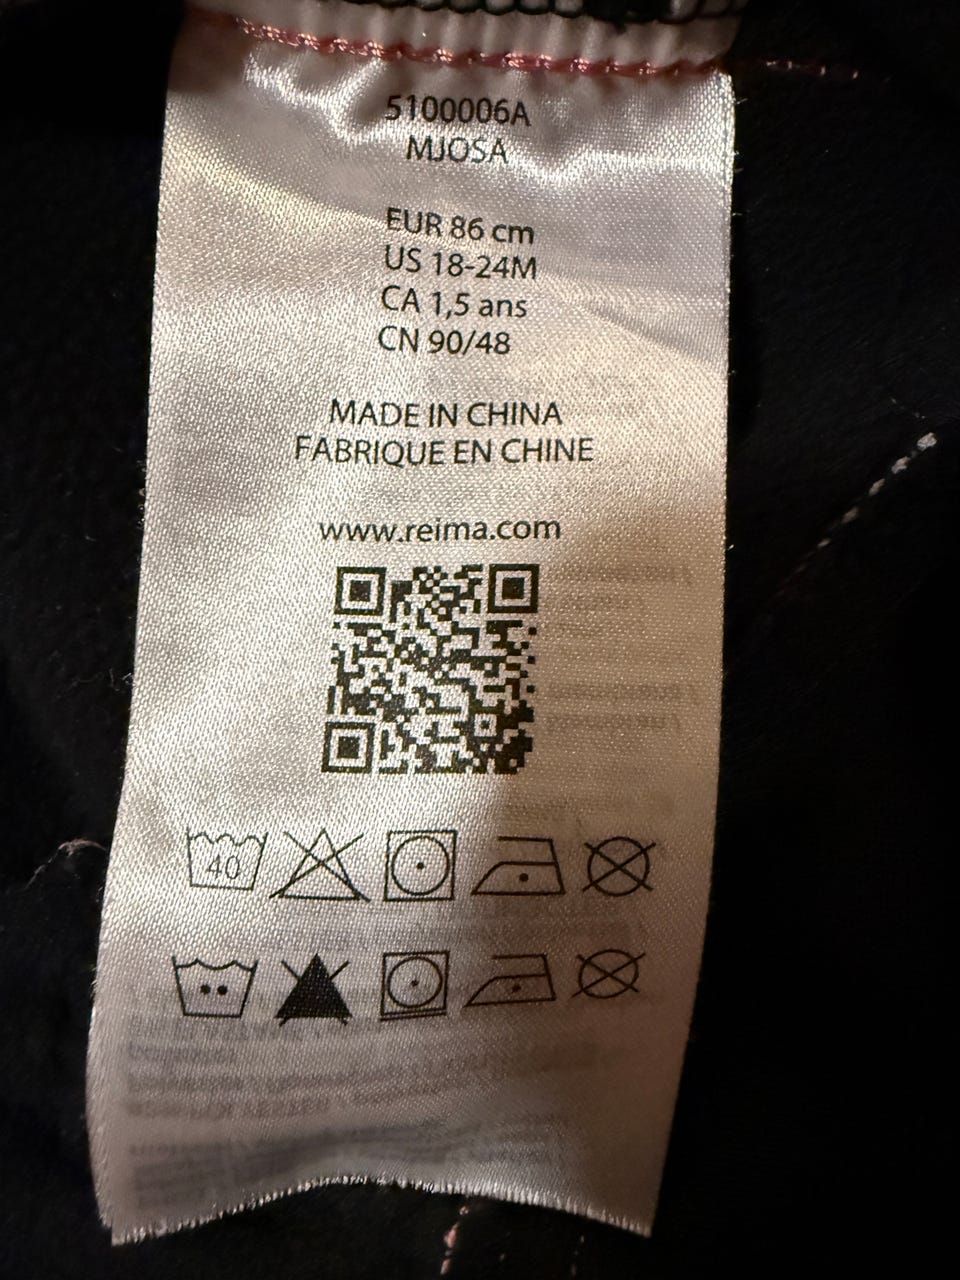 5100006A
MJOSA
EUR 86 cm
US 18-24M
CA 1,5 ans
CN 90/48
MADE IN CHINA
FABRIQUE EN CHINE
www.reima.com
40